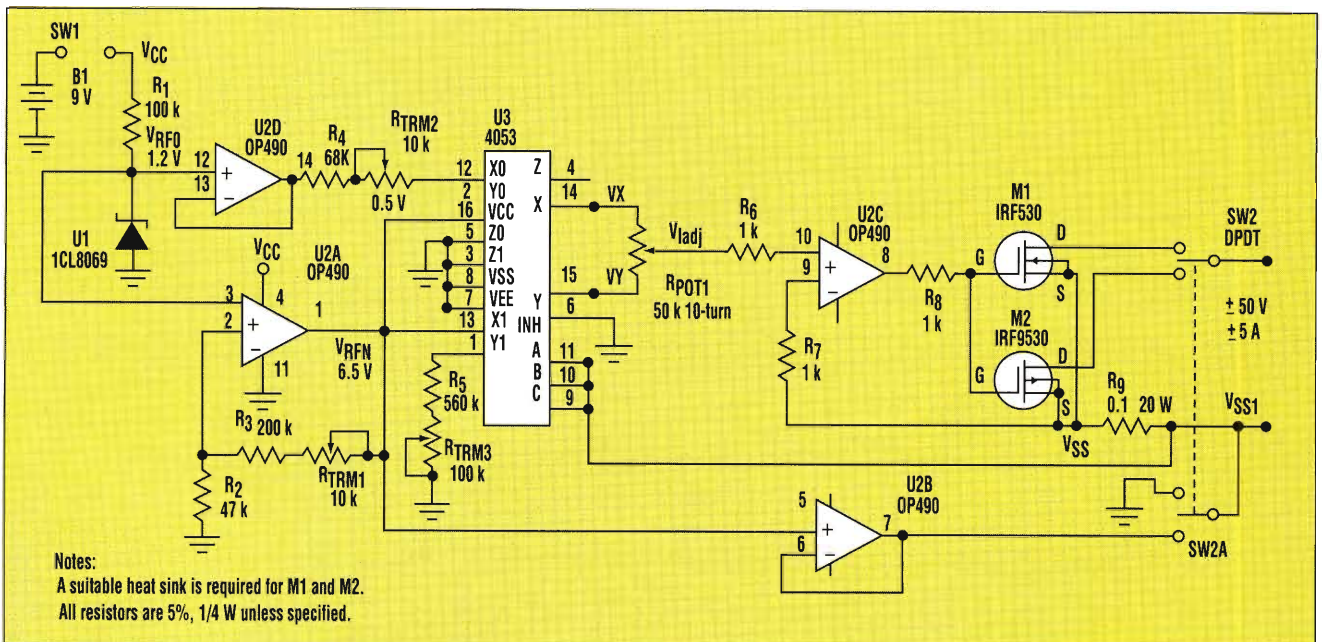 SW1
VCC
B1
9 V
R1
100 k
VRF0
1.2 V
U1
1CL8069
U2D
OP490
12
13
14
+
−
R4
68K
RTRM2
10 k
0.5 V
U2A
OP490
VCC
3
2
4
1
11
+
−
VRFN
6.5 V
R3
200 k
RTRM1
10 k
R2
47 k
U3
4053
12
2
16
5
3
8
7
13
1
X0
Y0
VCC
Z0
Z1
VSS
VEE
X1
Y1
Z
X
Y
INH
A
B
C
4
14
15
6
11
10
9
R5
560 k
RTRM3
100 k
VX
VY
VIadj
RPOT1
50 k 10-turn
R6
1 k
R7
1 k
U2C
OP490
10
9
8
+
−
R8
1 k
M1
IRF530
G
D
S
M2
IRF9530
G
D
S
R9
0.1 20 W
VSS
VSS1
SW2
DPDT
± 50 V
± 5 A
SW2A
U2B
OP490
5
6
7
+
−
Notes:
A suitable heat sink is required for M1 and M2.
All resistors are 5%, 1/4 W unless specified.